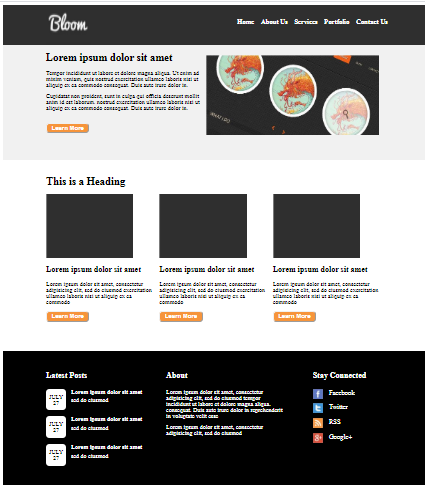 Bloom
Home About Us Services Portfolio Contact Us
Lorem ipsum dolor sit amet
Tempor incididunt ut labore et dolore magna aliqua. Ut enim ad
minim veniam, quis nostrud exercitation ullamco laboris nisi ut
aliquip ex ea commodo consequat. Duis aute irure dolor in.
Cupidatat non proident, sunt in culpa qui officia deserunt mollit
anim id est laborum. nostrud exercitation ullamco laboris nisi ut
aliquip ex ea commodo consequat. Duis aute irure dolor in.
Learn More
This is a Heading
Lorem ipsum dolor sit amet
Lorem ipsum dolor sit amet, consectetur
adipisicing elit, sed do eiusmod exercitation
ullamco laboris nisi ut aliquip ex ea
commodo
Learn More
Lorem ipsum dolor sit amet
Lorem ipsum dolor sit amet, consectetur
adipisicing elit, sed do eiusmod exercitation
ullamco laboris nisi ut aliquip ex ea
commodo
Learn More
Lorem ipsum dolor sit amet
Lorem ipsum dolor sit amet, consectetur
adipisicing elit, sed do eiusmod exercitation
ullamco laboris nisi ut aliquip ex ea
commodo
Learn More
Latest Posts
JULY
27
Lorem ipsum dolor sit amet
sed do eiusmod
JULY
27
Lorem ipsum dolor sit amet
sed do eiusmod
JULY
27
Lorem ipsum dolor sit amet
sed do eiusmod
About
Lorem ipsum dolor sit amet, consectetur
adipisicing elit, sed do eiusmod tempor
incididunt ut labore et dolore magna aliqua.
consequat. Duis aute irure dolor in reprehenderit
in voluptate velit esse
Lorem ipsum dolor sit amet, consectetur
adipisicing elit, sed do eiusmod
Stay Connected
Facebook
Twitter
RSS
Google+